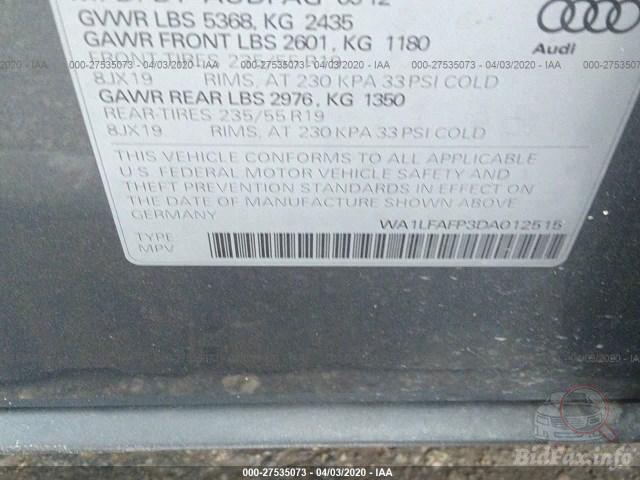 GVWR LBS 5368, KG 2435
GAWR FRONT LBS 2601, KG 1180
8JX19 RIMS, AT 230 KPA 33 PSI COLD
GAWR REAR LBS 2976, KG 1350
REAR-TIRES 235/55 R19
8JX19 RIMS, AT 230 KPA 33 PSI COLD
THIS VEHICLE CONFORMS TO ALL APPLICABLE
U.S. FEDERAL MOTOR VEHICLE SAFETY AND
THEFT PREVENTION STANDARDS IN EFFECT ON
THE DATE OF MANUFACTURE SHOWN ABOVE
GERMANY
WA1LFAFP3DA012515
TYPE:
MPV
Audi
000-27535073 - 04/03/2020 - IAA
BidFax.info